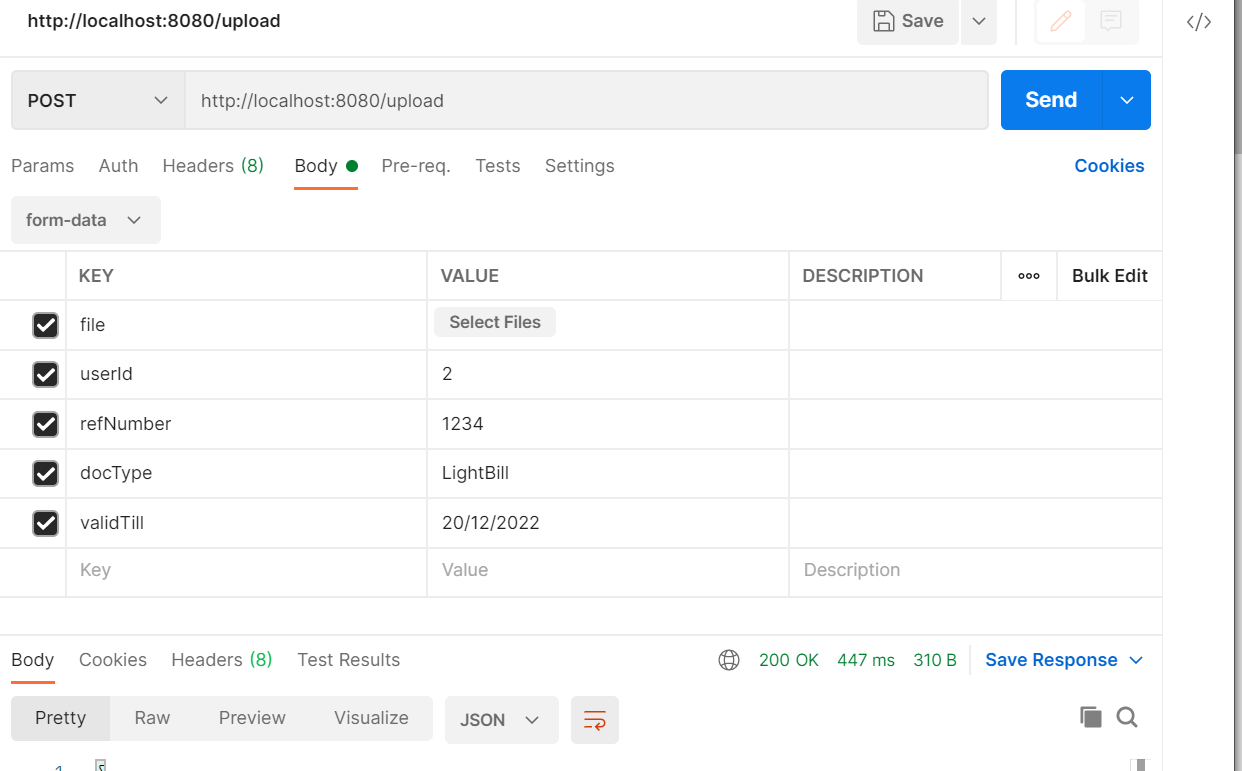 http://localhost:8080/upload
Save
POST
http://localhost:8080/upload
Send
Params Auth Headers (8) Body Pre-req. Tests Settings Cookies
form-data
KEY VALUE DESCRIPTION Bulk Edit
file Select Files
userId 2
refNumber 1234
docType LightBill
validTill 20/12/2022
Key Value Description
Body Cookies Headers (8) Test Results 200 OK 447 ms 310 B Save Response
Pretty Raw Preview Visualize JSON